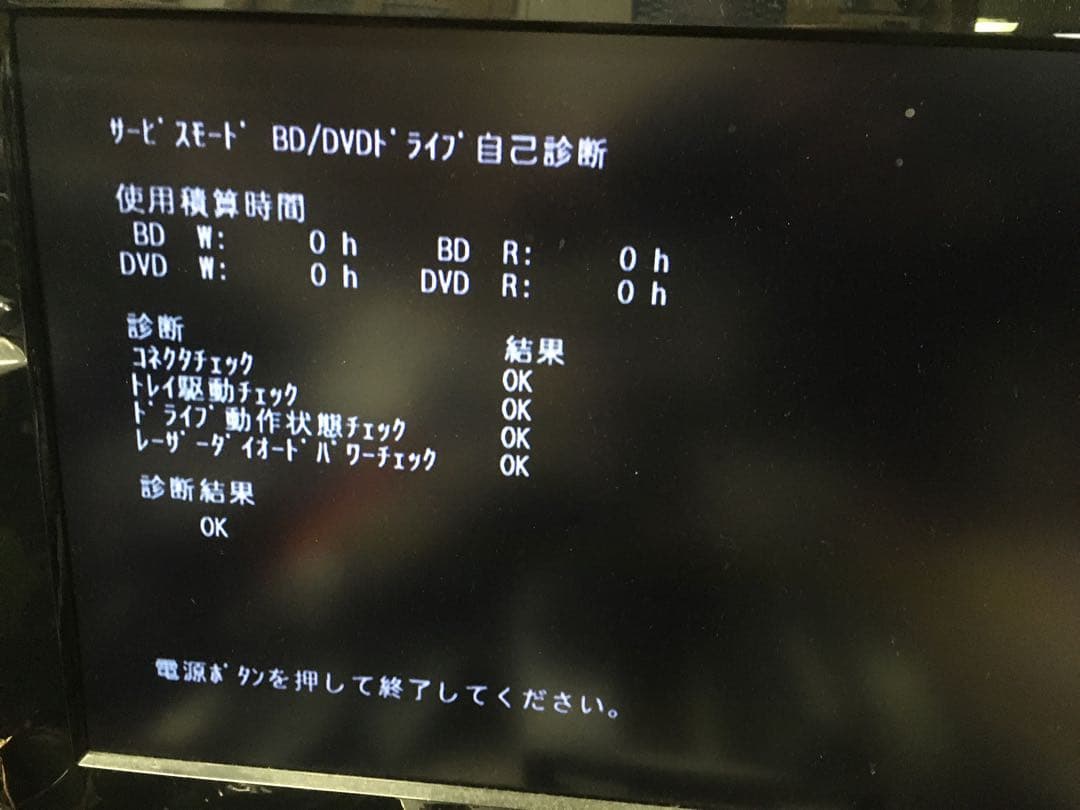 ｻｰﾋﾞｽﾓｰﾄﾞ BD/DVDﾄﾞﾗｲﾌﾞ自己診断
使用積算時間
BD W: 0 h BD R: 0 h
DVD W: 0 h DVD R: 0 h
診断 結果
ｺﾈｸﾀﾁｪｯｸ OK
ﾄﾚｲ駆動ﾁｪｯｸ OK
ﾄﾞﾗｲﾌﾞ動作状態ﾁｪｯｸ OK
ﾚｰｻﾞｰﾀﾞｲｵｰﾄﾞﾊﾟﾜｰﾁｪｯｸ OK
診断結果
OK
電源ﾎﾞﾀﾝを押して終了してください。